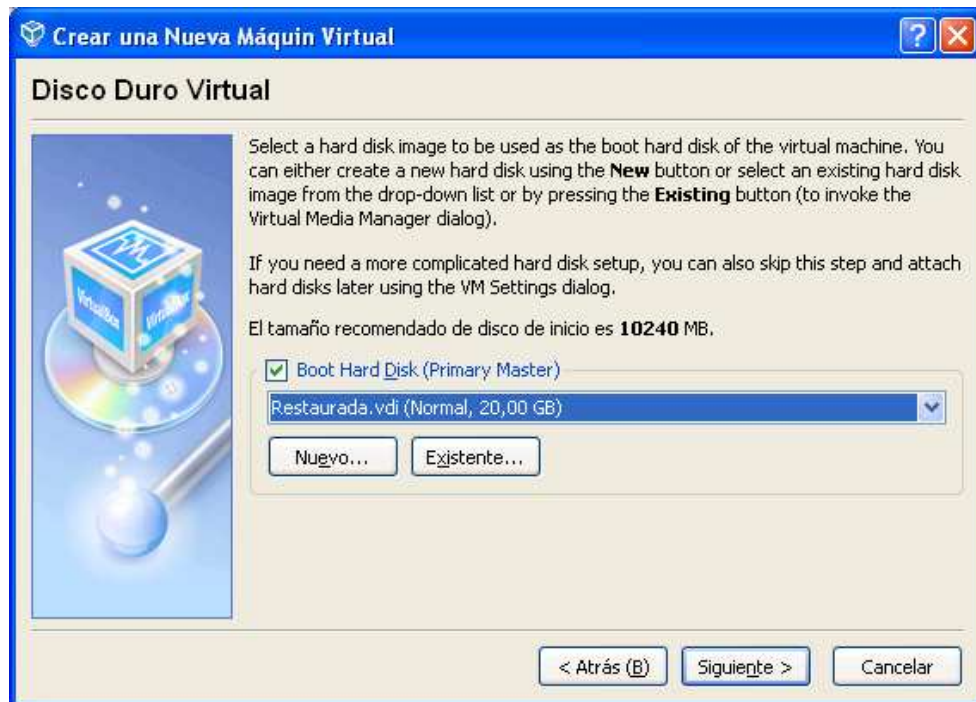 Crear una Nueva Máquin Virtual
Disco Duro Virtual
Select a hard disk image to be used as the boot hard disk of the virtual machine. You
can either create a new hard disk using the New button or select an existing hard disk
image from the drop-down list or by pressing the Existing button (to invoke the
Virtual Media Manager dialog).
If you need a more complicated hard disk setup, you can also skip this step and attach
hard disks later using the VM Settings dialog.
El tamaño recomendado de disco de inicio es 10240 MB.
Boot Hard Disk (Primary Master)
Restaurada.vdi (Normal, 20,00 GB)
Nuevo... Existente...
VirtualBox VirtualBox
< Atrás (B) Siguiente > Cancelar